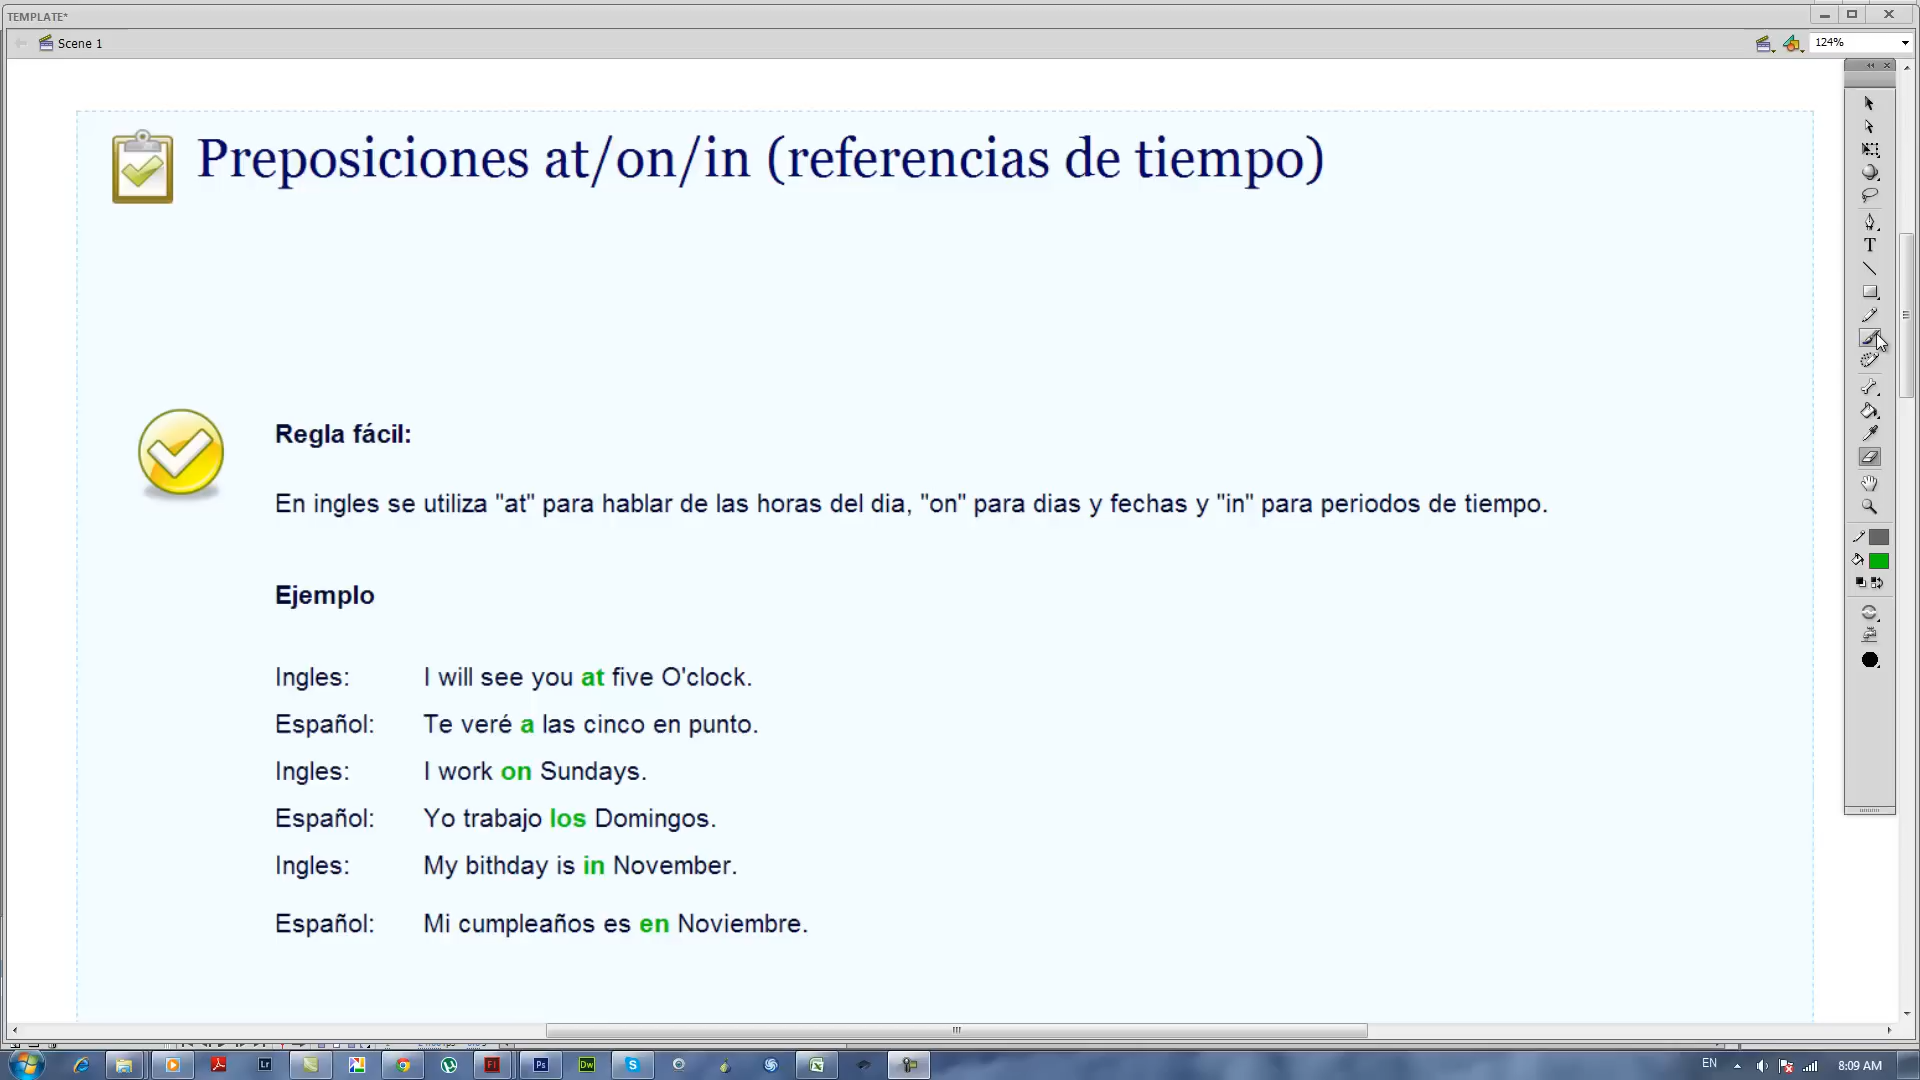 TEMPLATE*
Scene 1
124%
Preposiciones at/on/in (referencias de tiempo)
Regla fácil:
En ingles se utiliza "at" para hablar de las horas del dia, "on" para dias y fechas y "in" para periodos de tiempo.
Ejemplo
Ingles: I will see you at five O'clock.
Español: Te veré a las cinco en punto.
Ingles: I work on Sundays.
Español: Yo trabajo los Domingos.
Ingles: My bithday is in November.
Español: Mi cumpleaños es en Noviembre.
EN
8:09 AM